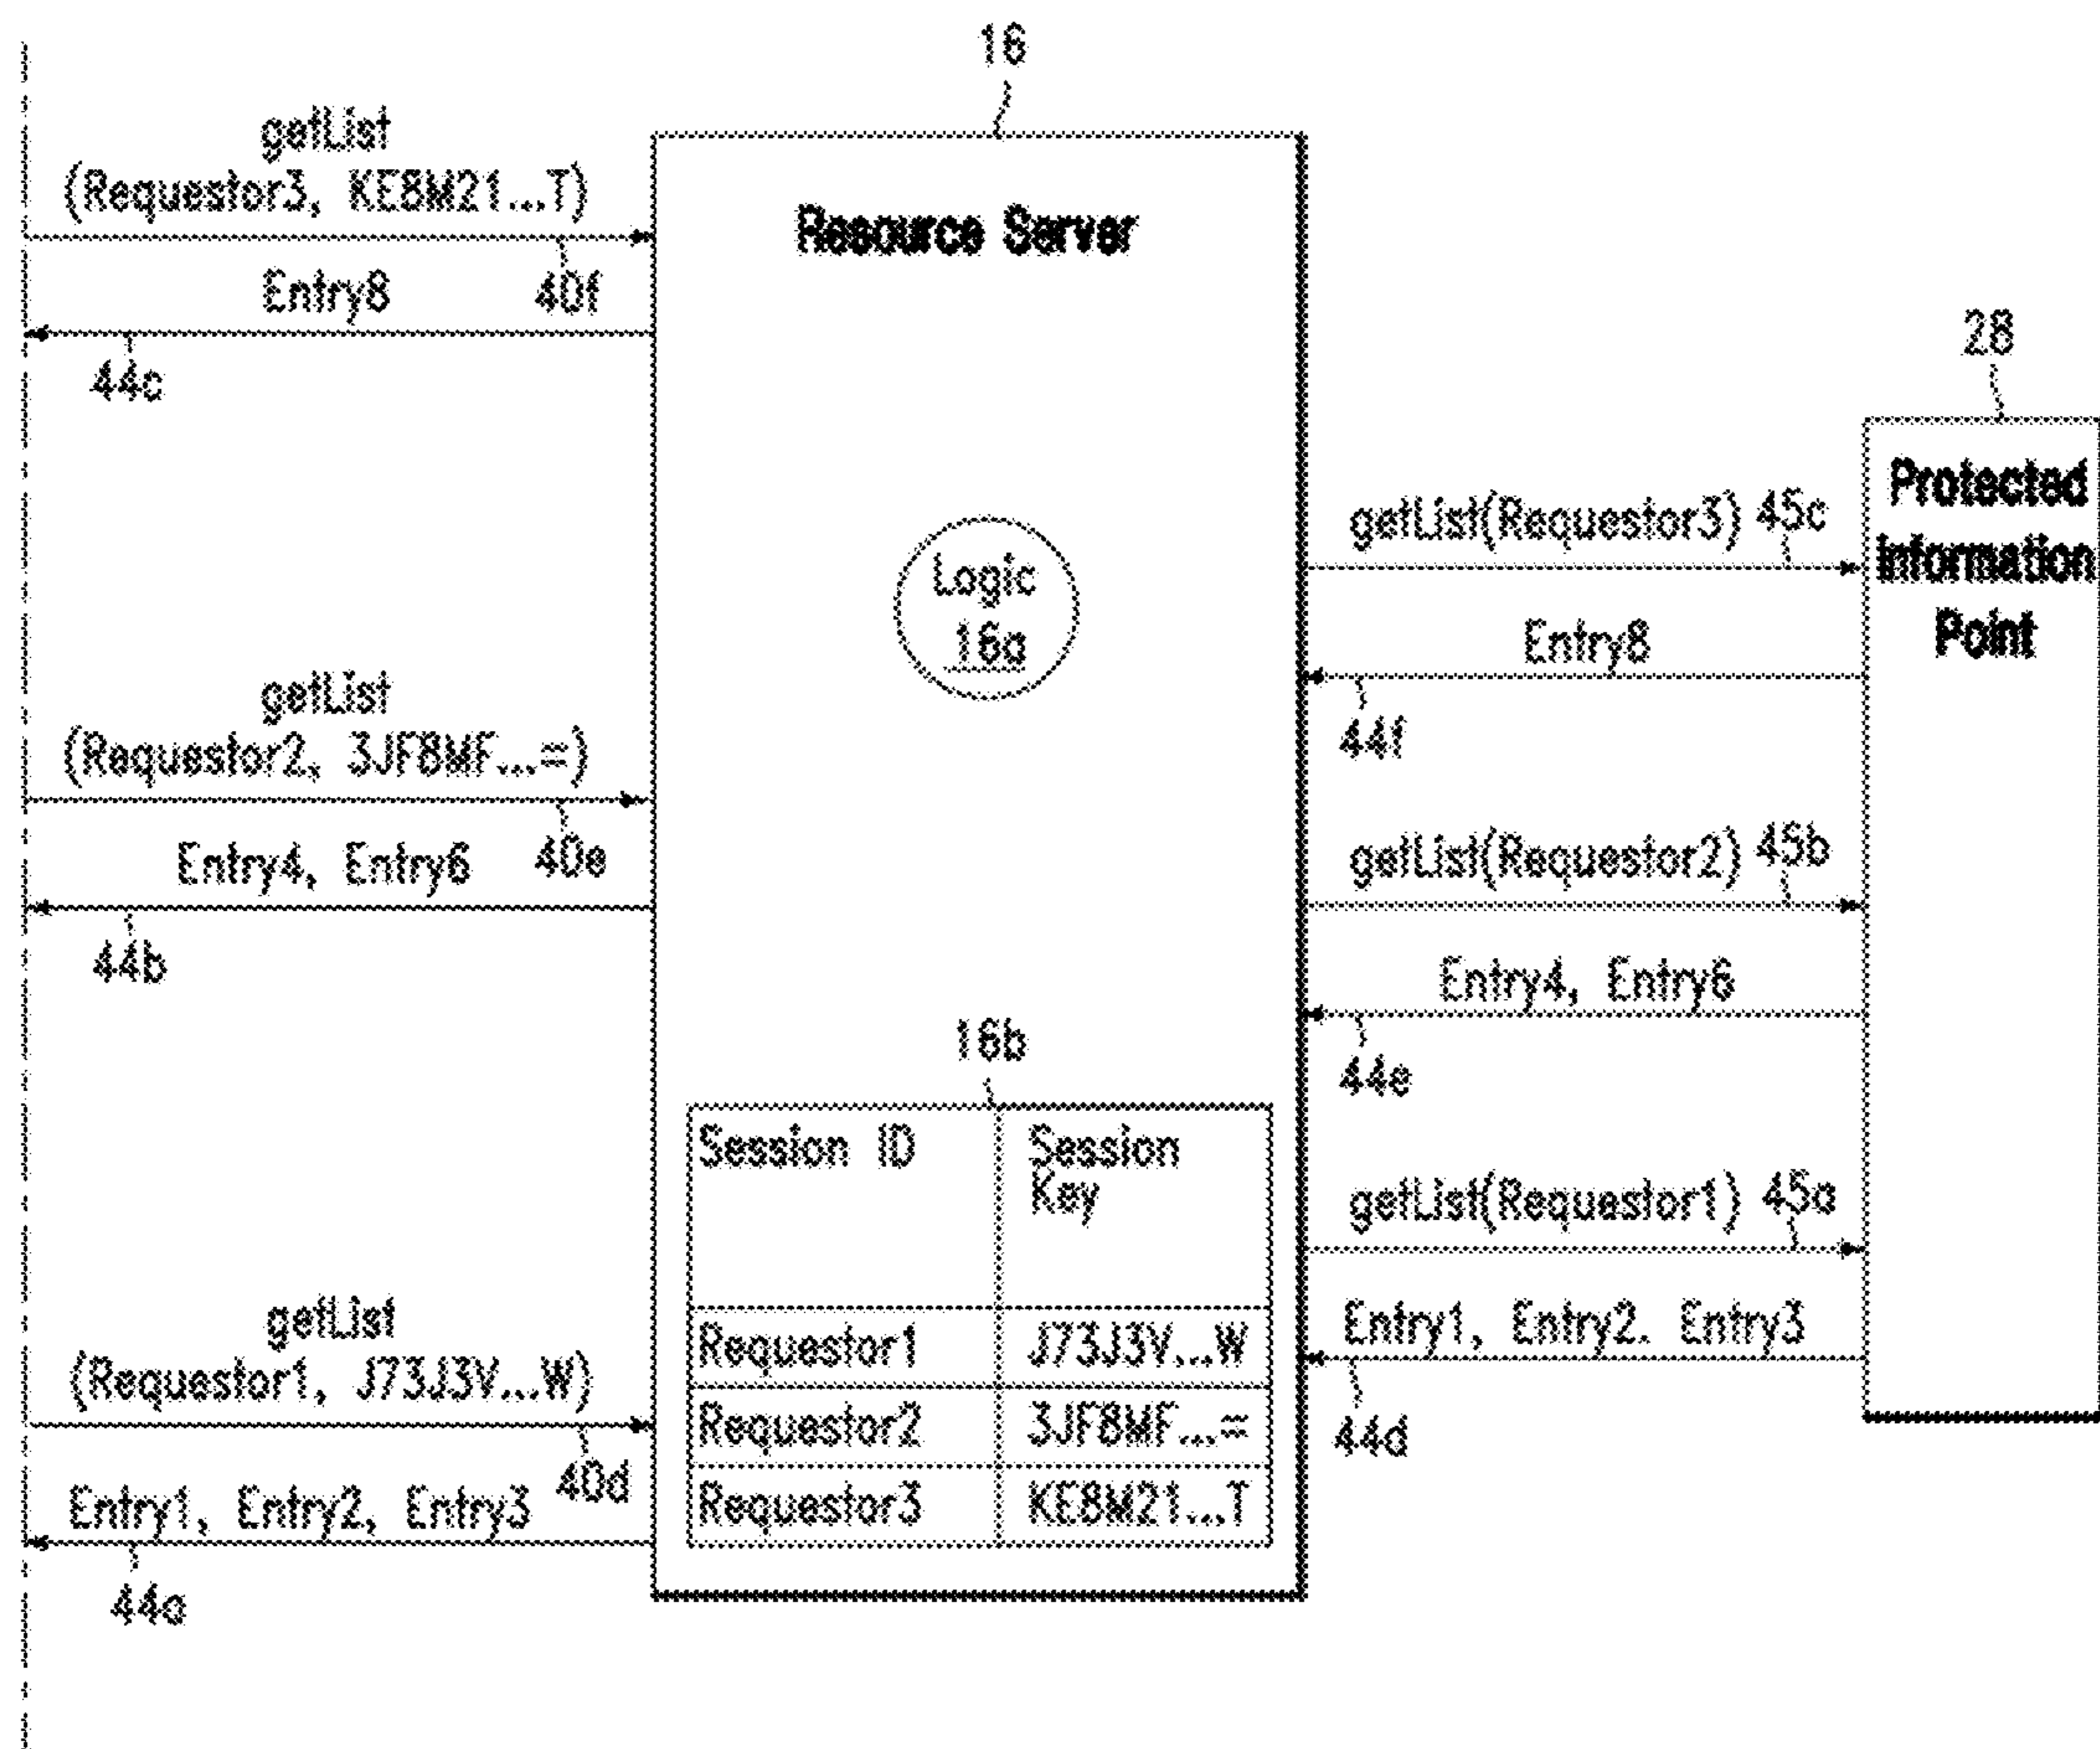 16
getList
(Requestor3, KE8M21...T)
40f
Entry8
44c
Resource Server
Logic
16a
28
Protected
Information
Point
getList(Requestor3) 45c
Entry8
44f
getList
(Requestor2, 3JF8MF...=)
40e
Entry4, Entry6
44b
getList(Requestor2) 45b
Entry4, Entry6
44e
16b
Session ID
Session
Key
Requestor1 J73J3V...W
Requestor2 3JF8MF...=
Requestor3 KE8M21...T
getList(Requestor1) 45a
Entry1, Entry2. Entry3
44d
getList
(Requestor1, J73J3V...W)
40d
Entry1, Entry2, Entry3
44a